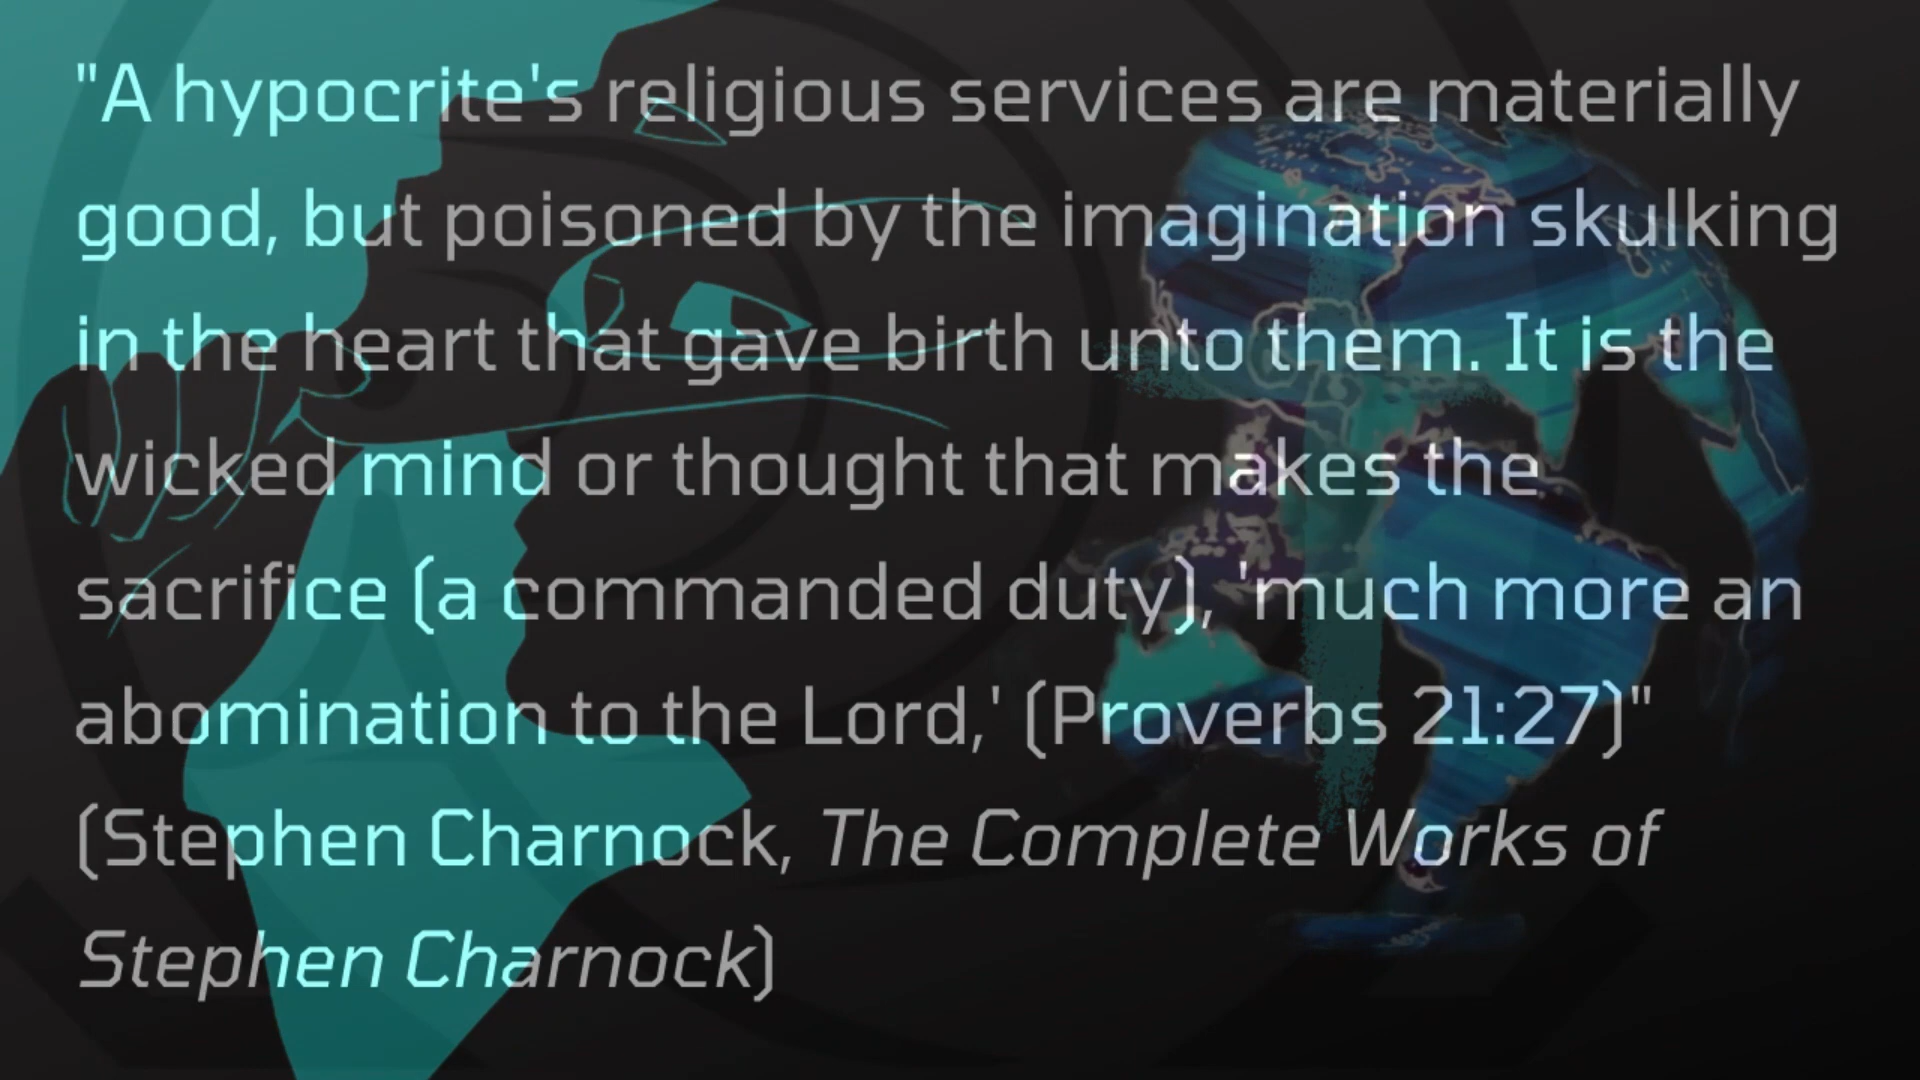 "A hypocrite's religious services are materially
good, but poisoned by the imagination skulking
in the heart that gave birth unto them. It is the
wicked mind or thought that makes the
sacrifice (a commanded duty), 'much more an
abomination to the Lord,' (Proverbs 21:27)"
(Stephen Charnock, The Complete Works of
Stephen Charnock)